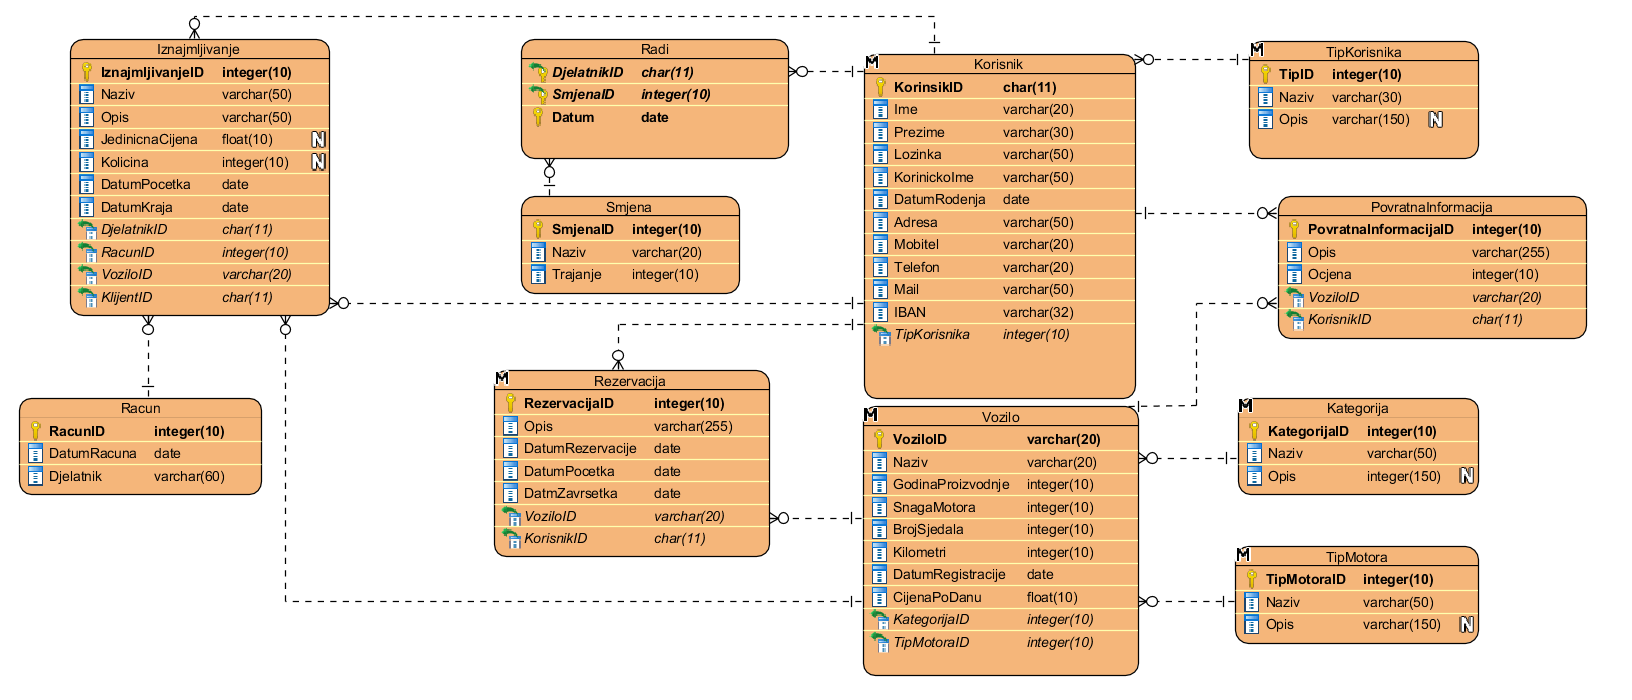 Iznajmljivanje
IznajmljivanjeID integer(10)
Naziv varchar(50)
Opis varchar(50)
JedinicnaCijena float(10) N
Kolicina integer(10) N
DatumPocetka date
DatumKraja date
DjelatnikID char(11)
RacunID integer(10)
VoziloID varchar(20)
KlijentID char(11)
Racun
RacunID integer(10)
DatumRacuna date
Djelatnik varchar(60)
Radi
DjelatnikID char(11)
SmjenaID integer(10)
Datum date
Smjena
SmjenaID integer(10)
Naziv varchar(20)
Trajanje integer(10)
M
Rezervacija
RezervacijaID integer(10)
Opis varchar(255)
DatumRezervacije date
DatumPocetka date
DatmZavrsetka date
VoziloID varchar(20)
KorisnikID char(11)
M
Korisnik
KorinsikID char(11)
Ime varchar(20)
Prezime varchar(30)
Lozinka varchar(50)
KorinickoIme varchar(50)
DatumRodenja date
Adresa varchar(50)
Mobitel varchar(20)
Telefon varchar(20)
Mail varchar(50)
IBAN varchar(32)
TipKorisnika integer(10)
M
Vozilo
VoziloID varchar(20)
Naziv varchar(20)
GodinaProizvodnje integer(10)
SnagaMotora integer(10)
BrojSjedala integer(10)
Kilometri integer(10)
DatumRegistracije date
CijenaPoDanu float(10)
KategorijaID integer(10)
TipMotoraID integer(10)
M
TipKorisnika
TipID integer(10)
Naziv varchar(30)
Opis varchar(150) N
PovratnaInformacija
PovratnaInformacijaID integer(10)
Opis varchar(255)
Ocjena integer(10)
VoziloID varchar(20)
KorisnikID char(11)
M
Kategorija
KategorijaID integer(10)
Naziv varchar(50)
Opis integer(150) N
M
TipMotora
TipMotoraID integer(10)
Naziv varchar(50)
Opis varchar(150) N